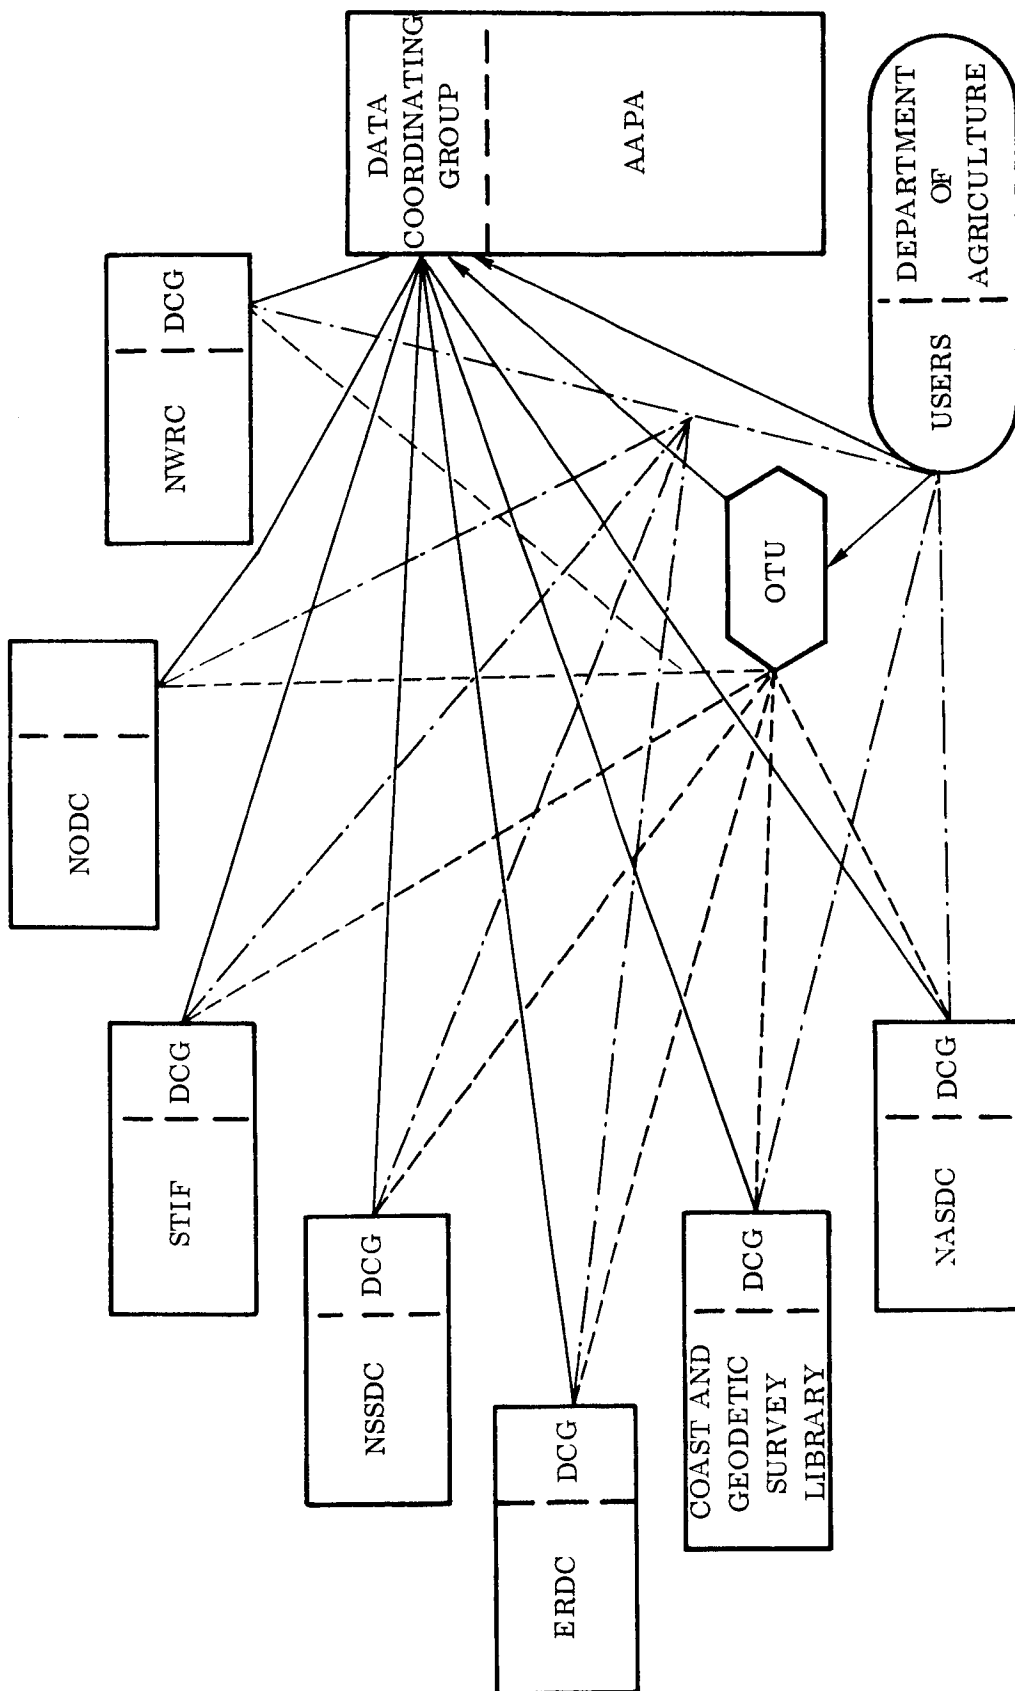 DATA
COORDINATING
GROUP
AAPA
DEPARTMENT
OF
AGRICULTURE
USERS
OTU
NWRC
DCG
NODC
STIF
DCG
NSSDC
DCG
ERDC
DCG
COAST AND
GEODETIC
SURVEY
LIBRARY
DCG
NASDC
DCG